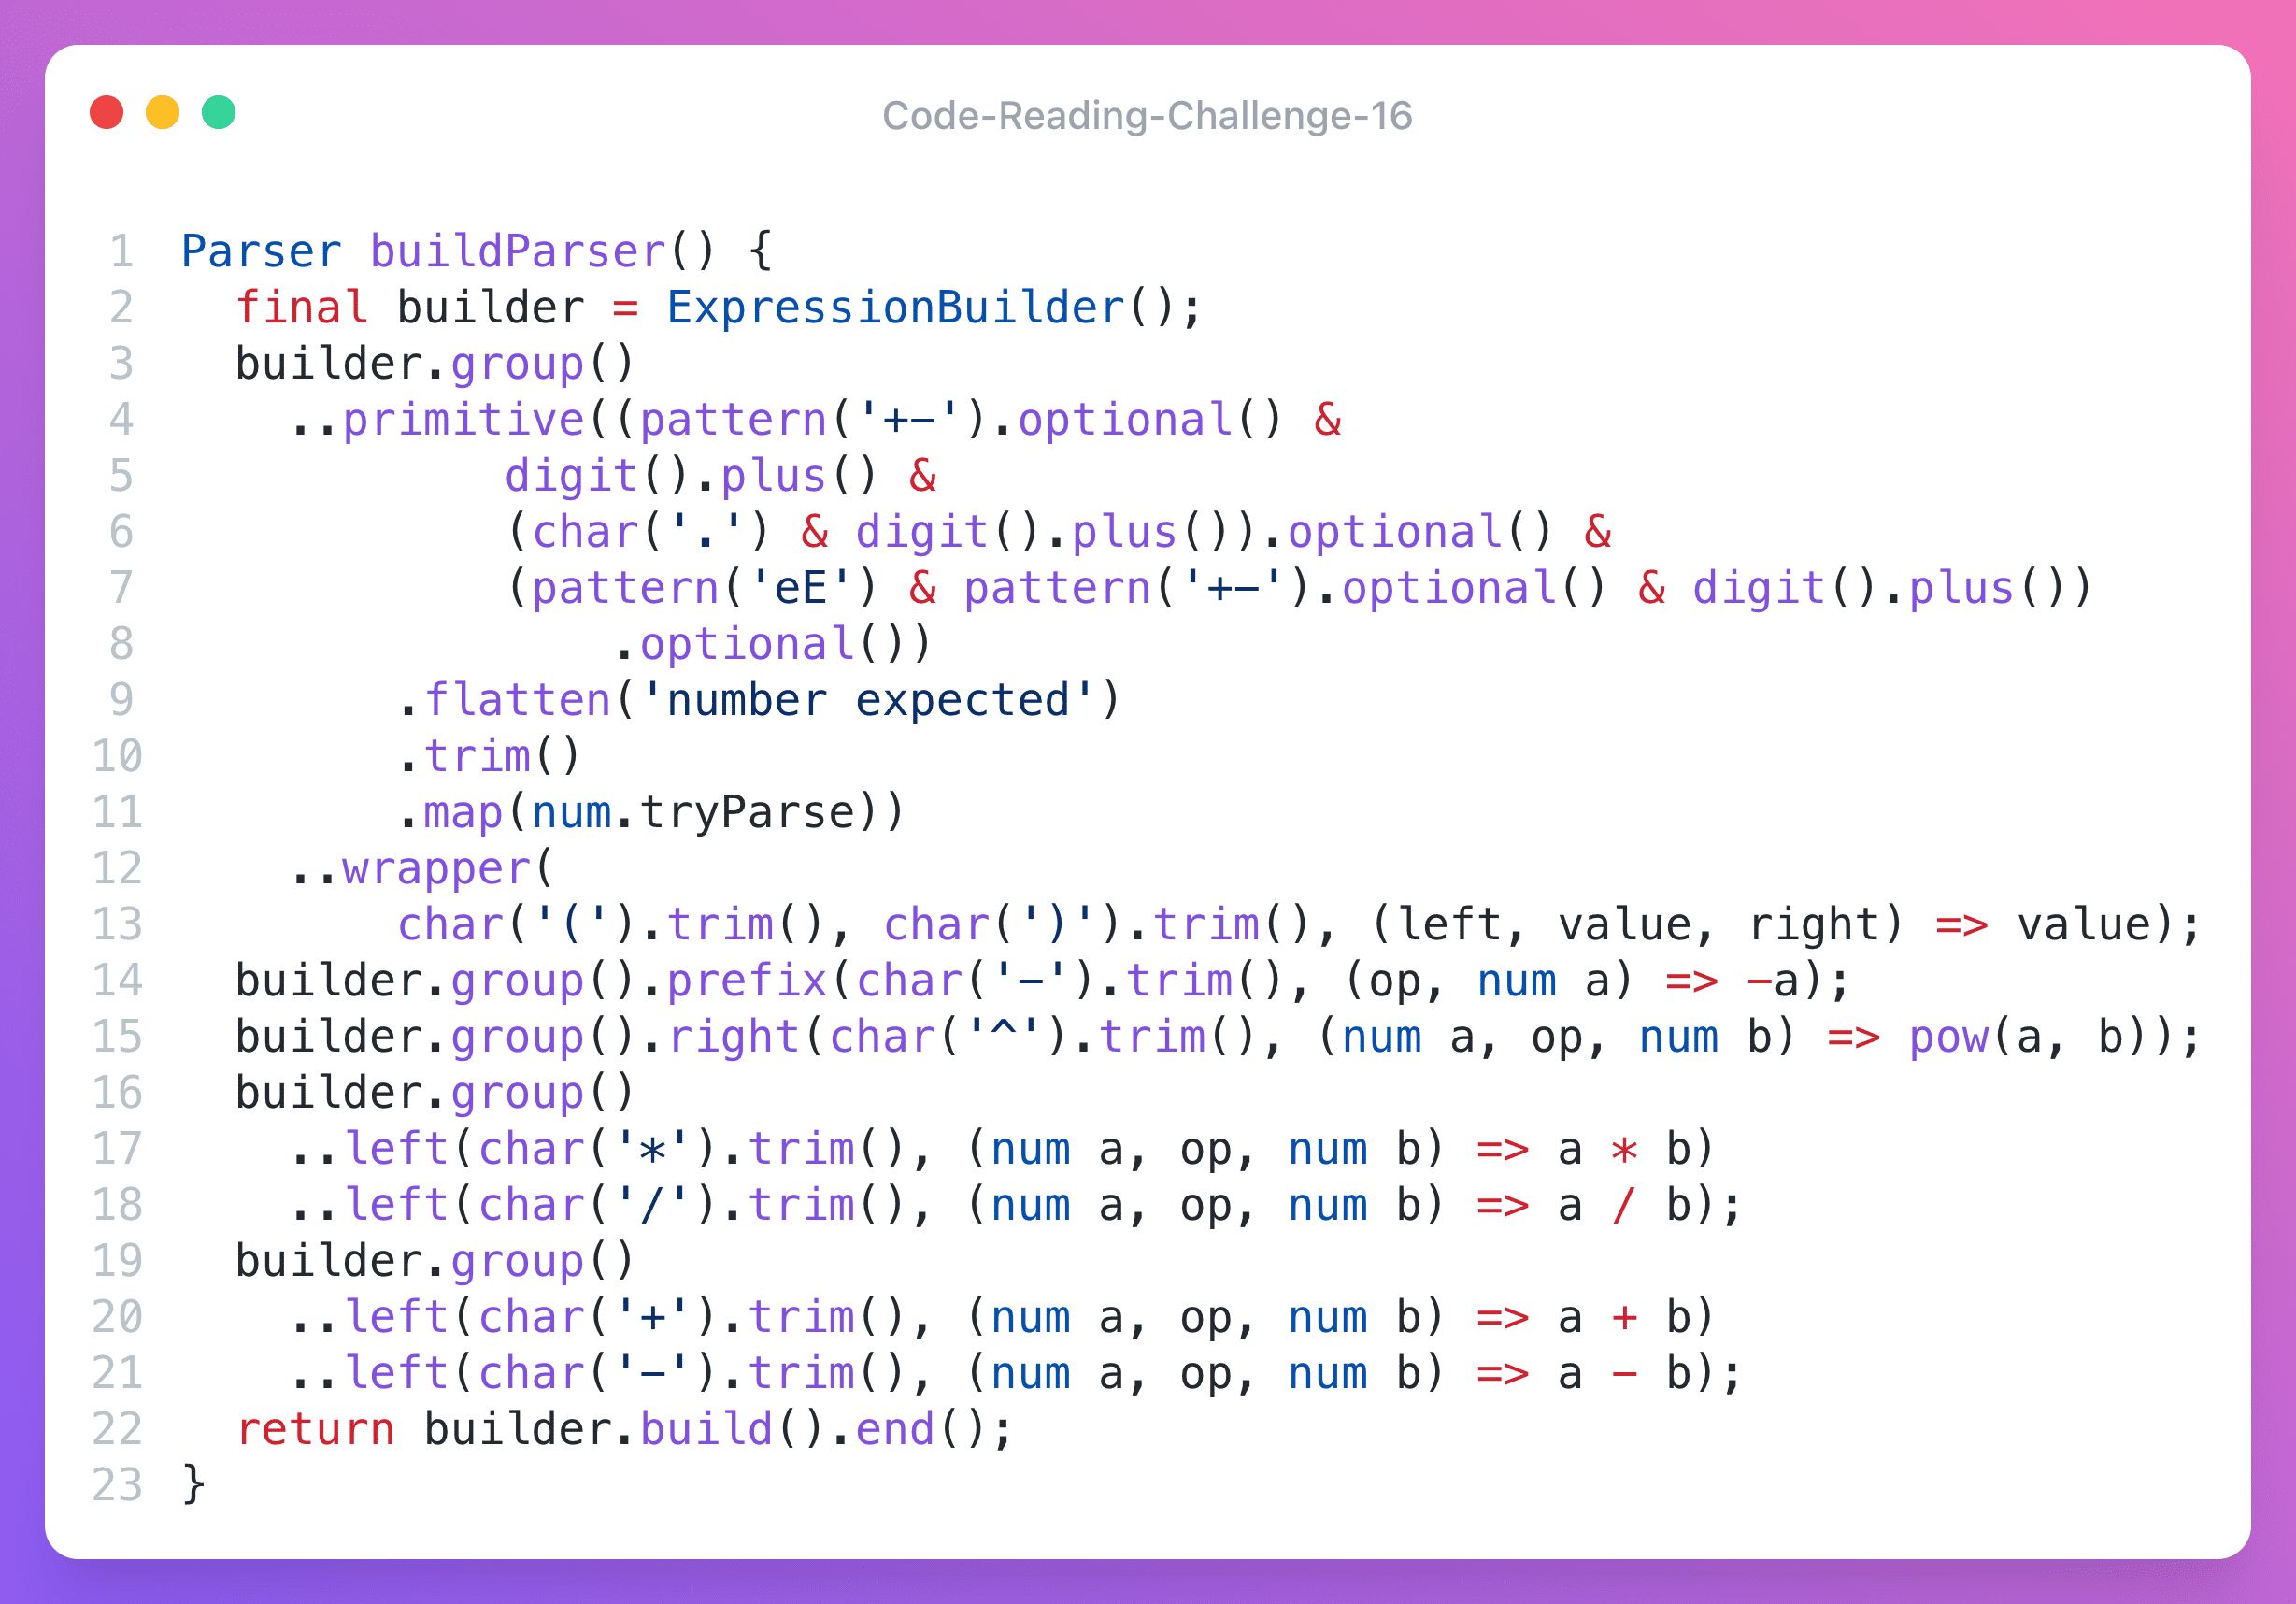 Code-Reading-Challenge-16
1 Parser buildParser() {
2   final builder = ExpressionBuilder();
3   builder.group()
4     ..primitive((pattern('+-').optional() &
5             digit().plus() &
6             (char('.') & digit().plus()).optional() &
7             (pattern('eE') & pattern('+-').optional() & digit().plus())
8                 .optional())
9         .flatten('number expected')
10         .trim()
11         .map(num.tryParse))
12     ..wrapper(
13         char('(').trim(), char(')').trim(), (left, value, right) => value);
14   builder.group().prefix(char('-').trim(), (op, num a) => -a);
15   builder.group().right(char('^').trim(), (num a, op, num b) => pow(a, b));
16   builder.group()
17     ..left(char('*').trim(), (num a, op, num b) => a * b)
18     ..left(char('/').trim(), (num a, op, num b) => a / b);
19   builder.group()
20     ..left(char('+').trim(), (num a, op, num b) => a + b)
21     ..left(char('-').trim(), (num a, op, num b) => a - b);
22   return builder.build().end();
23 }